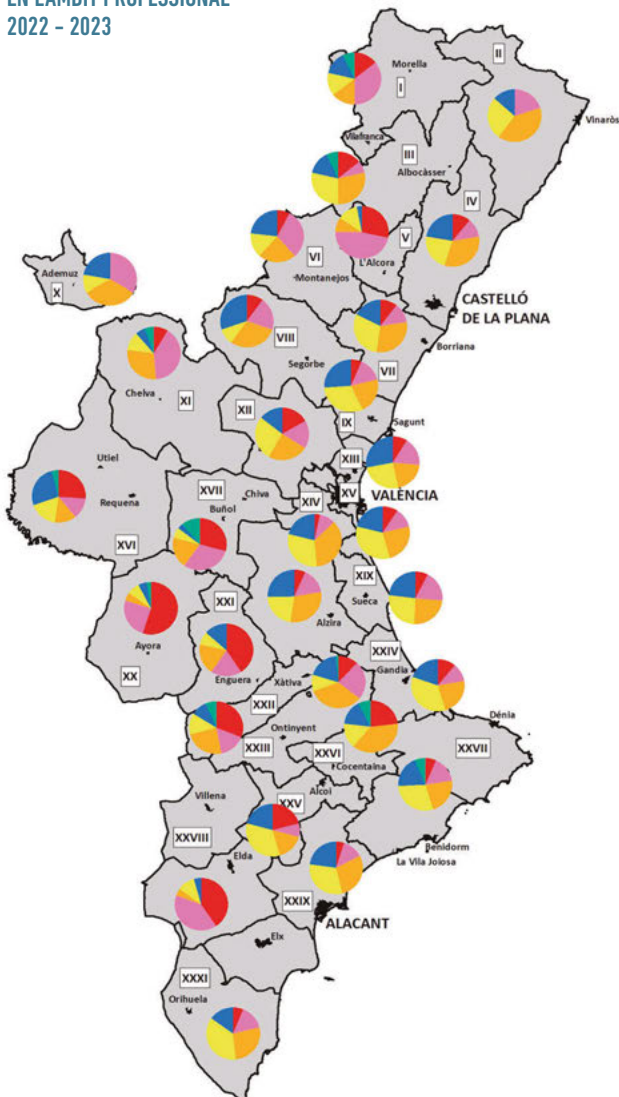 EN L'ÀMBIT PROFESSIONAL
2022 - 2023
II
Morella
I
Vinaròs
Vilafranca
III
Albocàsser
IV
V
VI
L'Alcora
Ademuz
X
Montanejos
CASTELLÓ
DE LA PLANA
VIII
Borriana
Segorbe
VII
Chelva
XI
XII
IX
Sagunt
XIII
Utiel
XVII
Chiva
XV
VALÈNCIA
Requena
XIV
Buñol
XVI
XIX
XXI
Sueca
Alzira
Ayora
XXIV
Enguera
Xàtiva
Gandia
XX
XXII
Dénia
Ontinyent
XXIII
XXVI
XXVII
Cocentaina
Alcoi
Villena
XXV
XXVIII
Benidorm
Elda
La Vila Joiosa
XXIX
ALACANT
Elx
XXXI
Orihuela